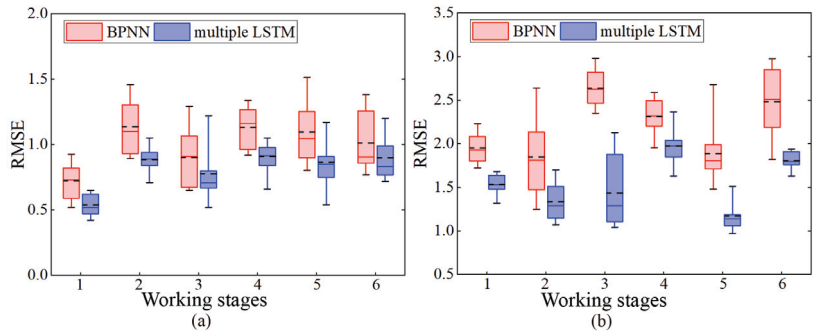 BPNN multiple LSTM
RMSE
2.0
1.5
1.0
0.5
0.0
1 2 3 4 5 6
Working stages
(a)
BPNN multiple LSTM
RMSE
3.5
3.0
2.5
2.0
1.5
1.0
0.5
1 2 3 4 5 6
Working stages
(b)